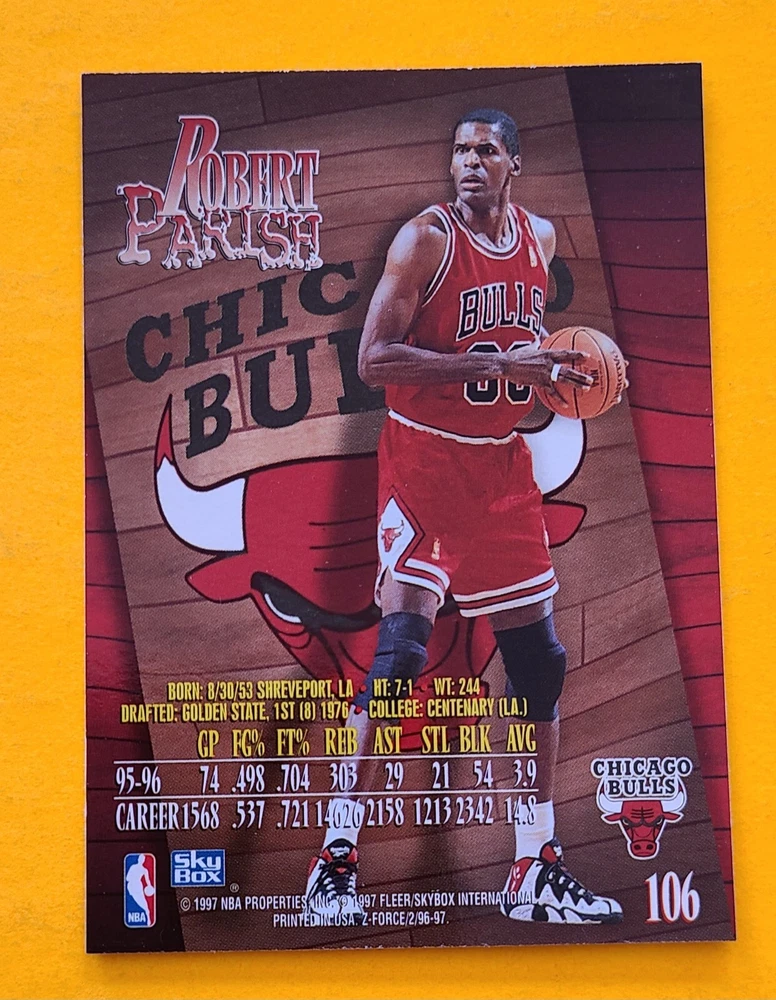 ROBERT
PARISH
CHIC O
BUL
BULLS
00
BORN: 8/30/53 SHREVEPORT, LA • HT: 7-1 • WT: 244
DRAFTED: GOLDEN STATE, 1ST (8) 1976 • COLLEGE: CENTENARY (LA.)
GP FG% FT% REB AST STL BLK AVG
95-96 74 .498 .704 303 29 21 54 3.9
CAREER 1568 .537 .721 14626 2158 1213 2342 14.8
CHICAGO
BULLS
NBA
Sky
BOX
®
106
© 1997 NBA PROPERTIES, INC. © 1997 FLEER/SKYBOX INTERNATIONAL
PRINTED IN USA. Z-FORCE/2/96-97.